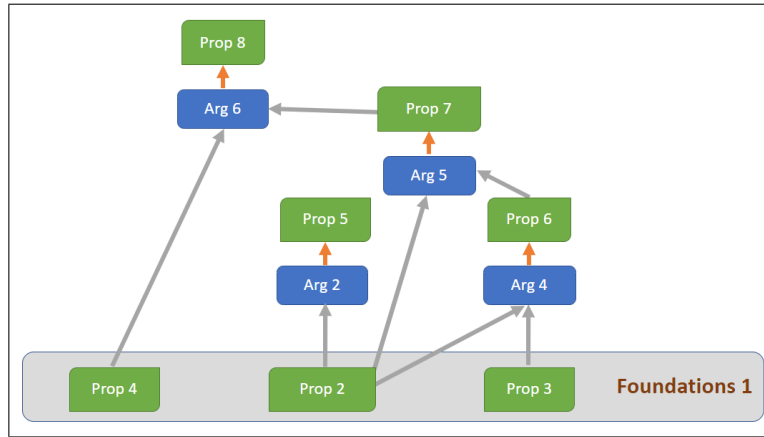 Prop 8
Arg 6
Prop 7
Arg 5
Prop 5
Prop 6
Arg 2
Arg 4
Prop 4
Prop 2
Prop 3
Foundations 1